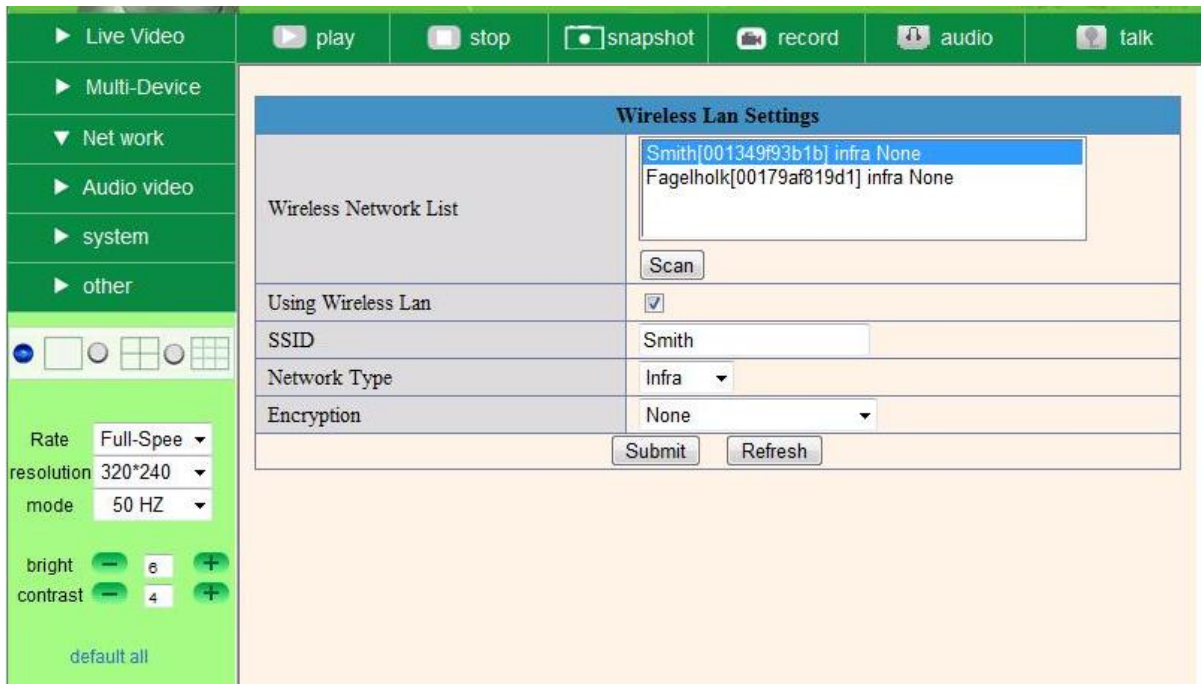 Live Video
play
stop
snapshot
record
audio
talk
Multi-Device
Net work
Audio video
system
other
Rate Full-Spee
resolution 320*240
mode 50 HZ
bright 6
contrast 4
default all
Wireless Lan Settings
Wireless Network List
Smith[001349f93b1b] infra None
Fagelholk[00179af819d1] infra None
Scan
Using Wireless Lan
SSID Smith
Network Type Infra
Encryption None
Submit Refresh